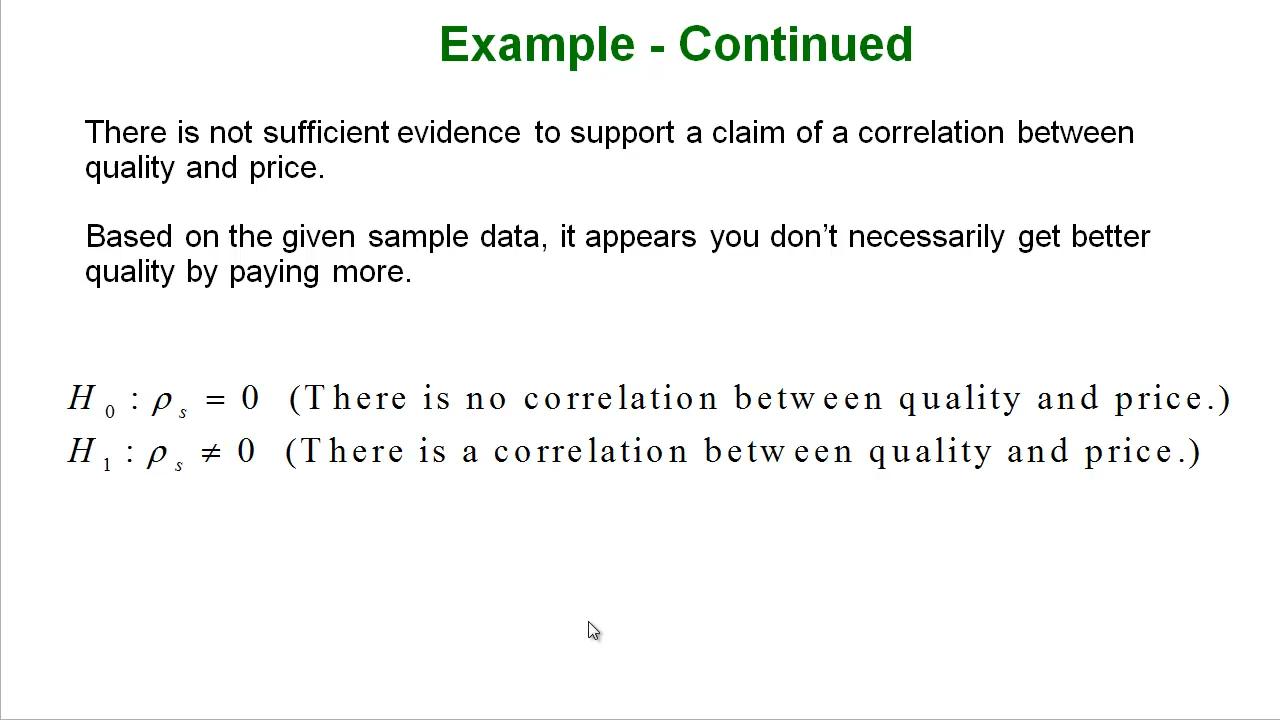 Example - Continued
There is not sufficient evidence to support a claim of a correlation between
quality and price.
Based on the given sample data, it appears you don’t necessarily get better
quality by paying more.
H₀ : ρₛ = 0 (There is no correlation between quality and price.)
H₁ : ρₛ ≠ 0 (There is a correlation between quality and price.)